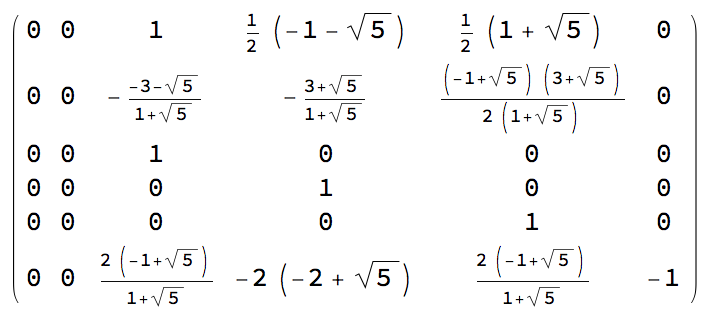 0 0 1 1/2 (-1-√5) 1/2 (1+√5) 0
0 0 - (-3-√5)/(1+√5) - (3+√5)/(1+√5) ((-1+√5) (3+√5))/(2 (1+√5)) 0
0 0 1 0 0 0
0 0 0 1 0 0
0 0 0 0 1 0
0 0 (2 (-1+√5))/(1+√5) -2 (-2+√5) (2 (-1+√5))/(1+√5) -1